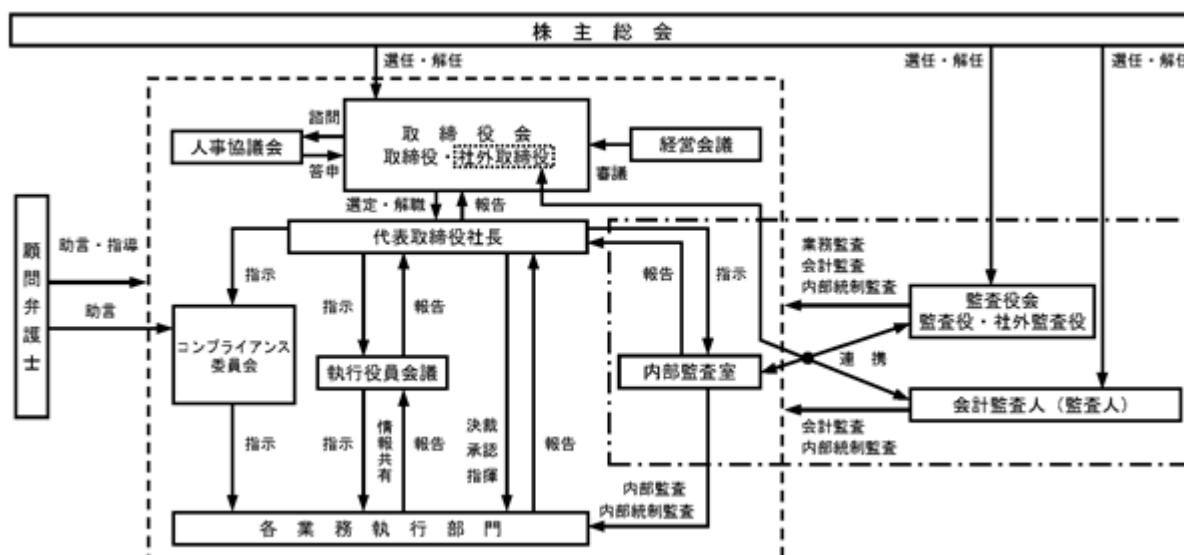 株主総会
選任・解任
選任・解任
選任・解任
諮問
人事協議会
答申
取締役会
取締役・社外取締役
経営会議
審議
選定・解職
報告
代表取締役社長
顧問弁護士
助言・指導
助言
指示
指示
報告
報告
指示
業務監査
会計監査
内部統制監査
監査役会
監査役・社外監査役
コンプライアンス
委員会
執行役員会議
内部監査室
連携
会計監査人（監査人）
会計監査
内部統制監査
指示
指示
情報共有
報告
決裁
承認
指揮
報告
内部監査
内部統制監査
各業務執行部門